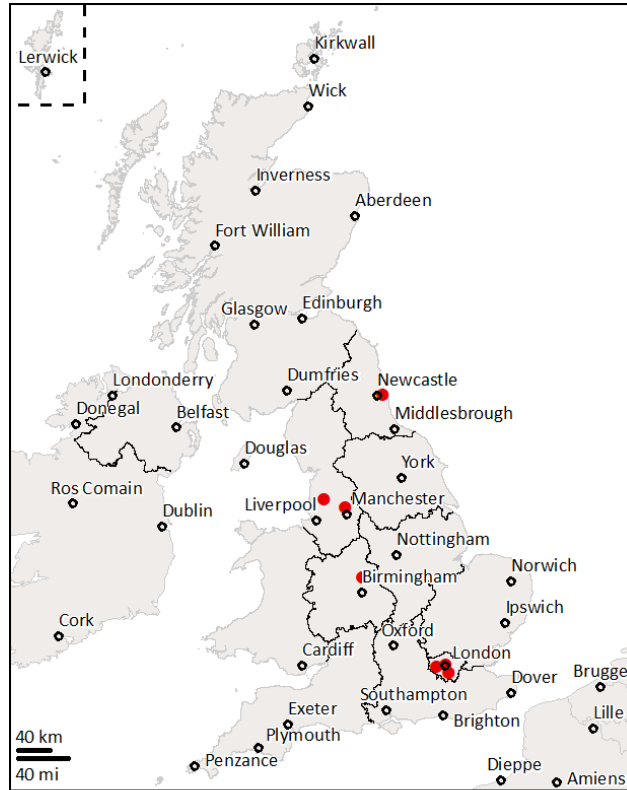 Kirkwall
Lerwick
Wick
Inverness
Aberdeen
Fort William
Glasgow
Edinburgh
Dumfries
Newcastle
Londonderry
Donegal
Belfast
Middlesbrough
Douglas
York
Ros Comain
Liverpool
Manchester
Dublin
Nottingham
Birmingham
Norwich
Ipswich
Cork
Oxford
Cardiff
London
Dover
Brugge
Southampton
Exeter
Brighton
Lille
Plymouth
40 km
Penzance
40 mi
Dieppe
Amiens